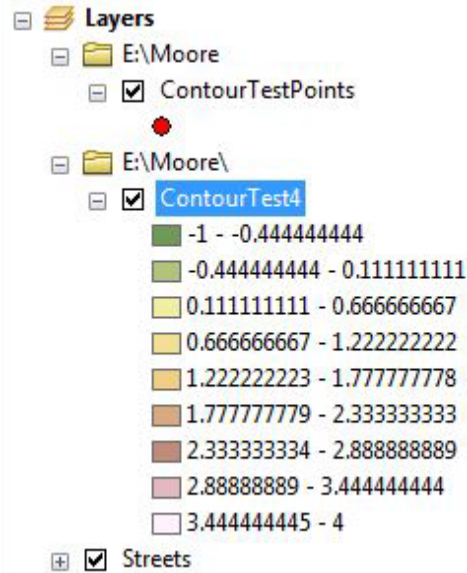 Layers
E:\Moore
ContourTestPoints
E:\Moore\
ContourTest4
-1 - -0.444444444
-0.444444444 - 0.111111111
0.111111111 - 0.666666667
0.666666667 - 1.222222222
1.222222223 - 1.777777778
1.777777779 - 2.333333333
2.333333334 - 2.888888889
2.88888889 - 3.444444444
3.444444445 - 4
Streets